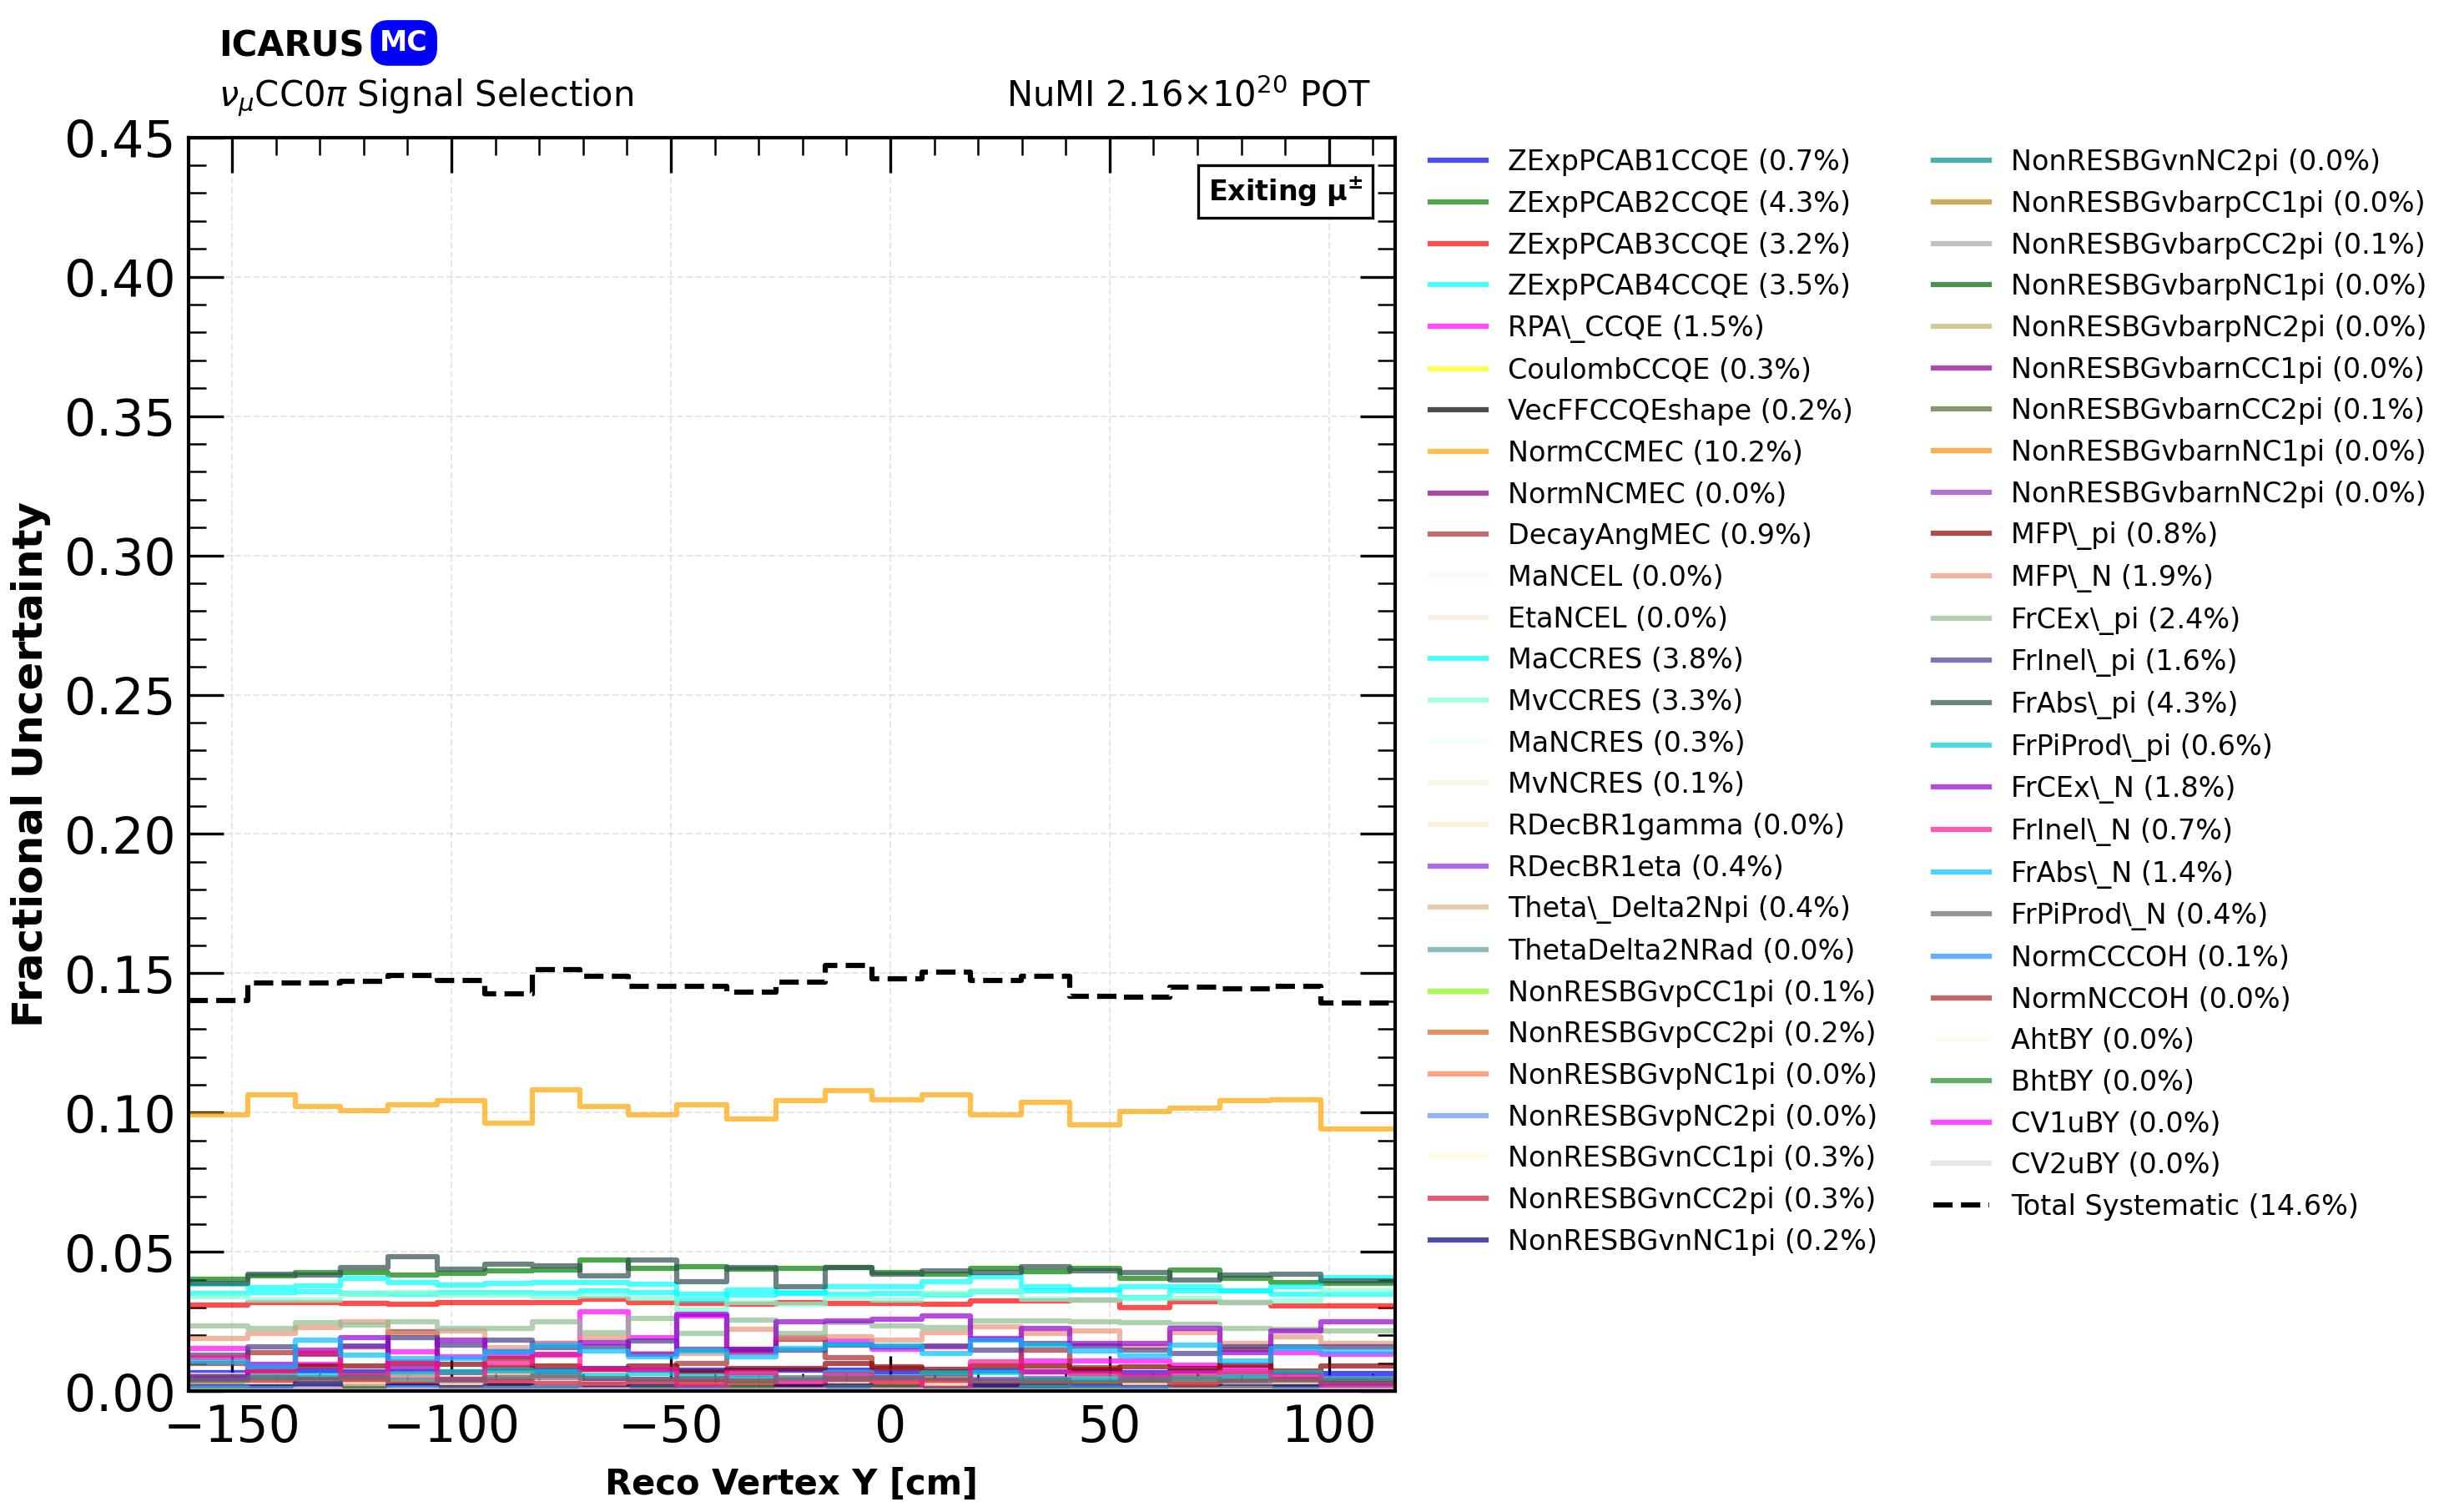 ICARUS MC
νμCC0π Signal Selection
NuMI 2.16×10²⁰ POT
Exiting μ±
Fractional Uncertainty
0.45
0.40
0.35
0.30
0.25
0.20
0.15
0.10
0.05
0.00
−150
−100
−50
0
50
100
Reco Vertex Y [cm]
ZExpPCAB1CCQE (0.7%)
ZExpPCAB2CCQE (4.3%)
ZExpPCAB3CCQE (3.2%)
ZExpPCAB4CCQE (3.5%)
RPA\_CCQE (1.5%)
CoulombCCQE (0.3%)
VecFFCCQEshape (0.2%)
NormCCMEC (10.2%)
NormNCMEC (0.0%)
DecayAngMEC (0.9%)
MaNCEL (0.0%)
EtaNCEL (0.0%)
MaCCRES (3.8%)
MvCCRES (3.3%)
MaNCRES (0.3%)
MvNCRES (0.1%)
RDecBR1gamma (0.0%)
RDecBR1eta (0.4%)
Theta\_Delta2Npi (0.4%)
ThetaDelta2NRad (0.0%)
NonRESBGvpCC1pi (0.1%)
NonRESBGvpCC2pi (0.2%)
NonRESBGvpNC1pi (0.0%)
NonRESBGvpNC2pi (0.0%)
NonRESBGvnCC1pi (0.3%)
NonRESBGvnCC2pi (0.3%)
NonRESBGvnNC1pi (0.2%)
NonRESBGvnNC2pi (0.0%)
NonRESBGvbarpCC1pi (0.0%)
NonRESBGvbarpCC2pi (0.1%)
NonRESBGvbarpNC1pi (0.0%)
NonRESBGvbarpNC2pi (0.0%)
NonRESBGvbarnCC1pi (0.0%)
NonRESBGvbarnCC2pi (0.1%)
NonRESBGvbarnNC1pi (0.0%)
NonRESBGvbarnNC2pi (0.0%)
MFP\_pi (0.8%)
MFP\_N (1.9%)
FrCEx\_pi (2.4%)
FrInel\_pi (1.6%)
FrAbs\_pi (4.3%)
FrPiProd\_pi (0.6%)
FrCEx\_N (1.8%)
FrInel\_N (0.7%)
FrAbs\_N (1.4%)
FrPiProd\_N (0.4%)
NormCCCOH (0.1%)
NormNCCOH (0.0%)
AhtBY (0.0%)
BhtBY (0.0%)
CV1uBY (0.0%)
CV2uBY (0.0%)
Total Systematic (14.6%)